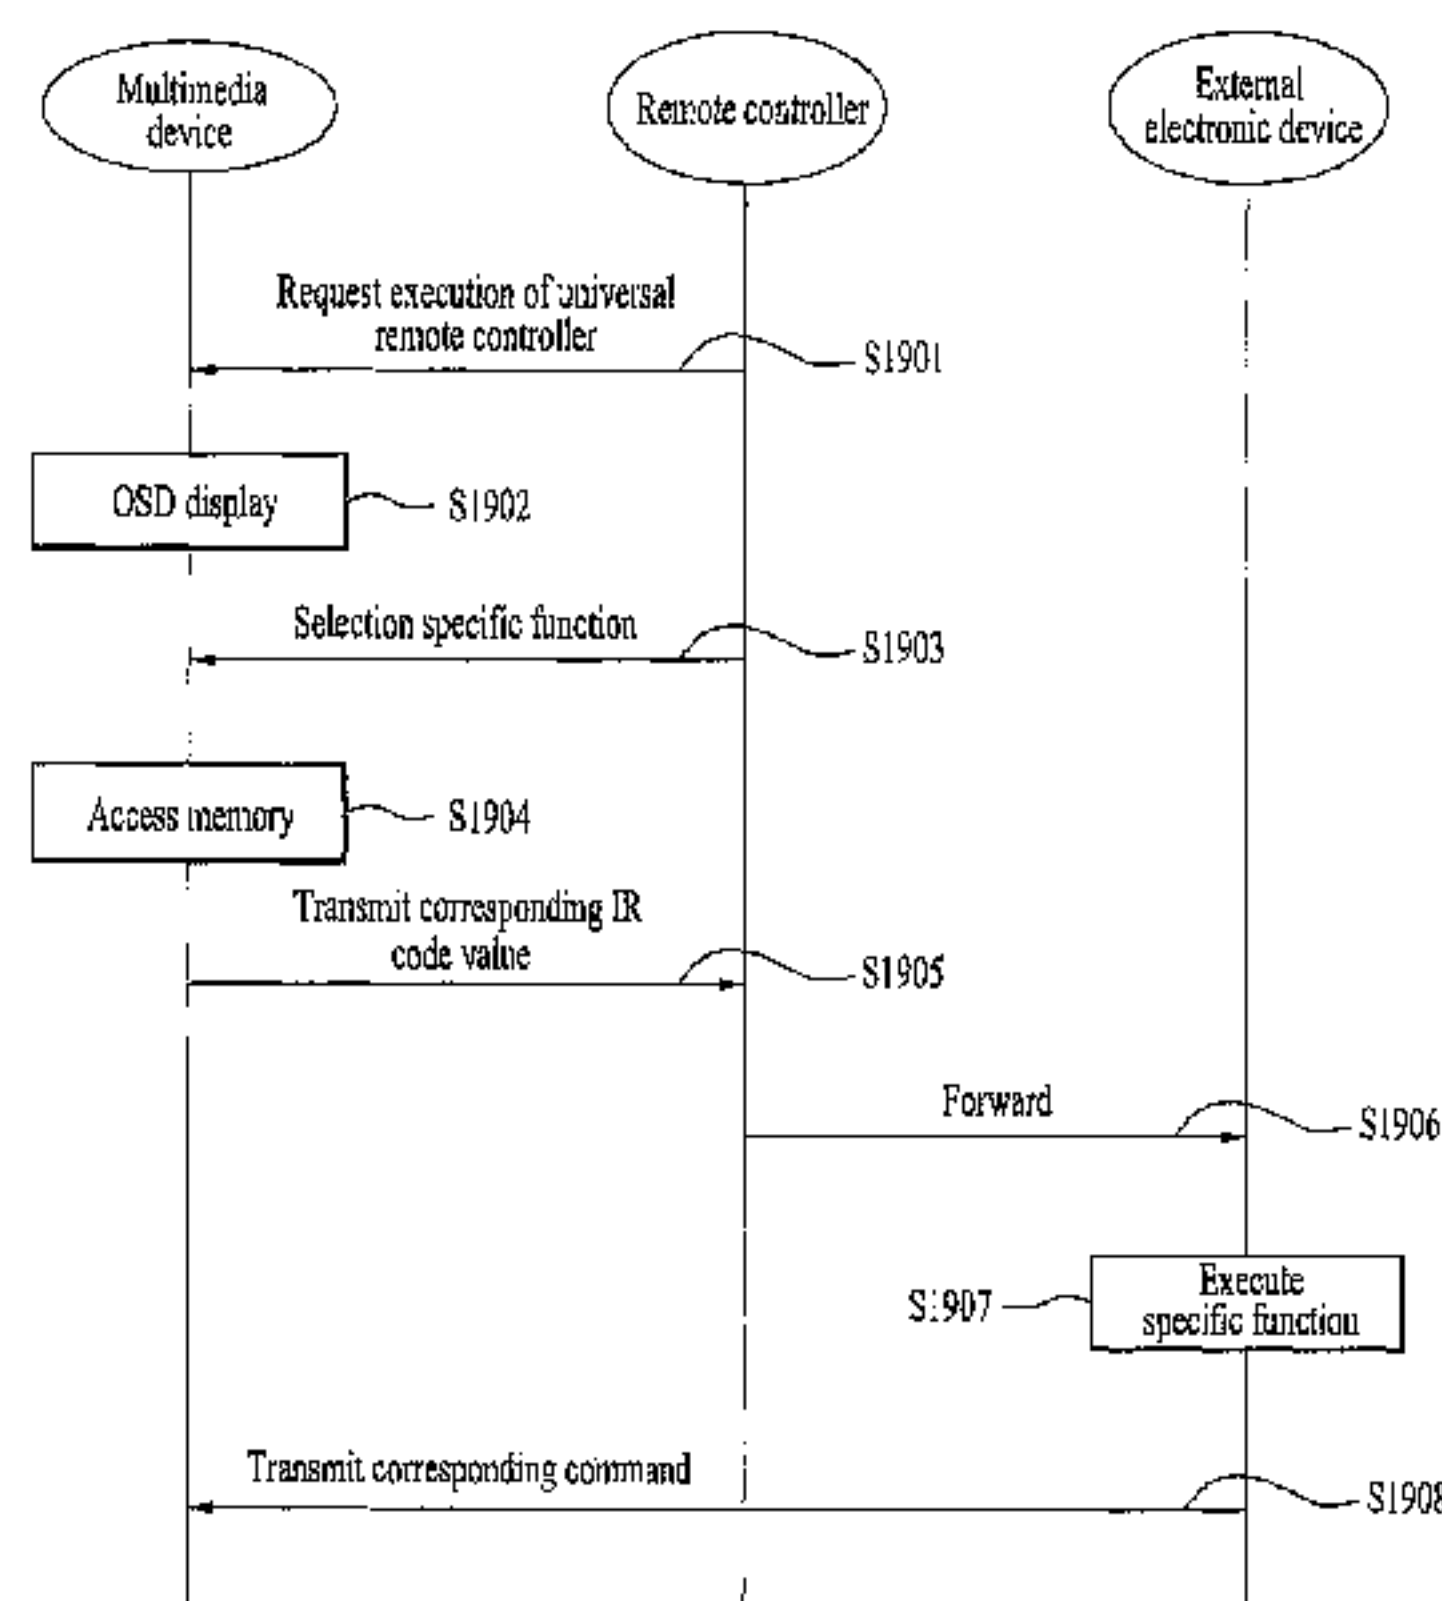 Multimedia
device
Remote controller
External
electronic device
Request execution of universal
remote controller
S1901
OSD display
S1902
Selection specific function
S1903
Access memory
S1904
Transmit corresponding IR
code value
S1905
Forward
S1906
Execute
specific function
S1907
Transmit corresponding command
S1908